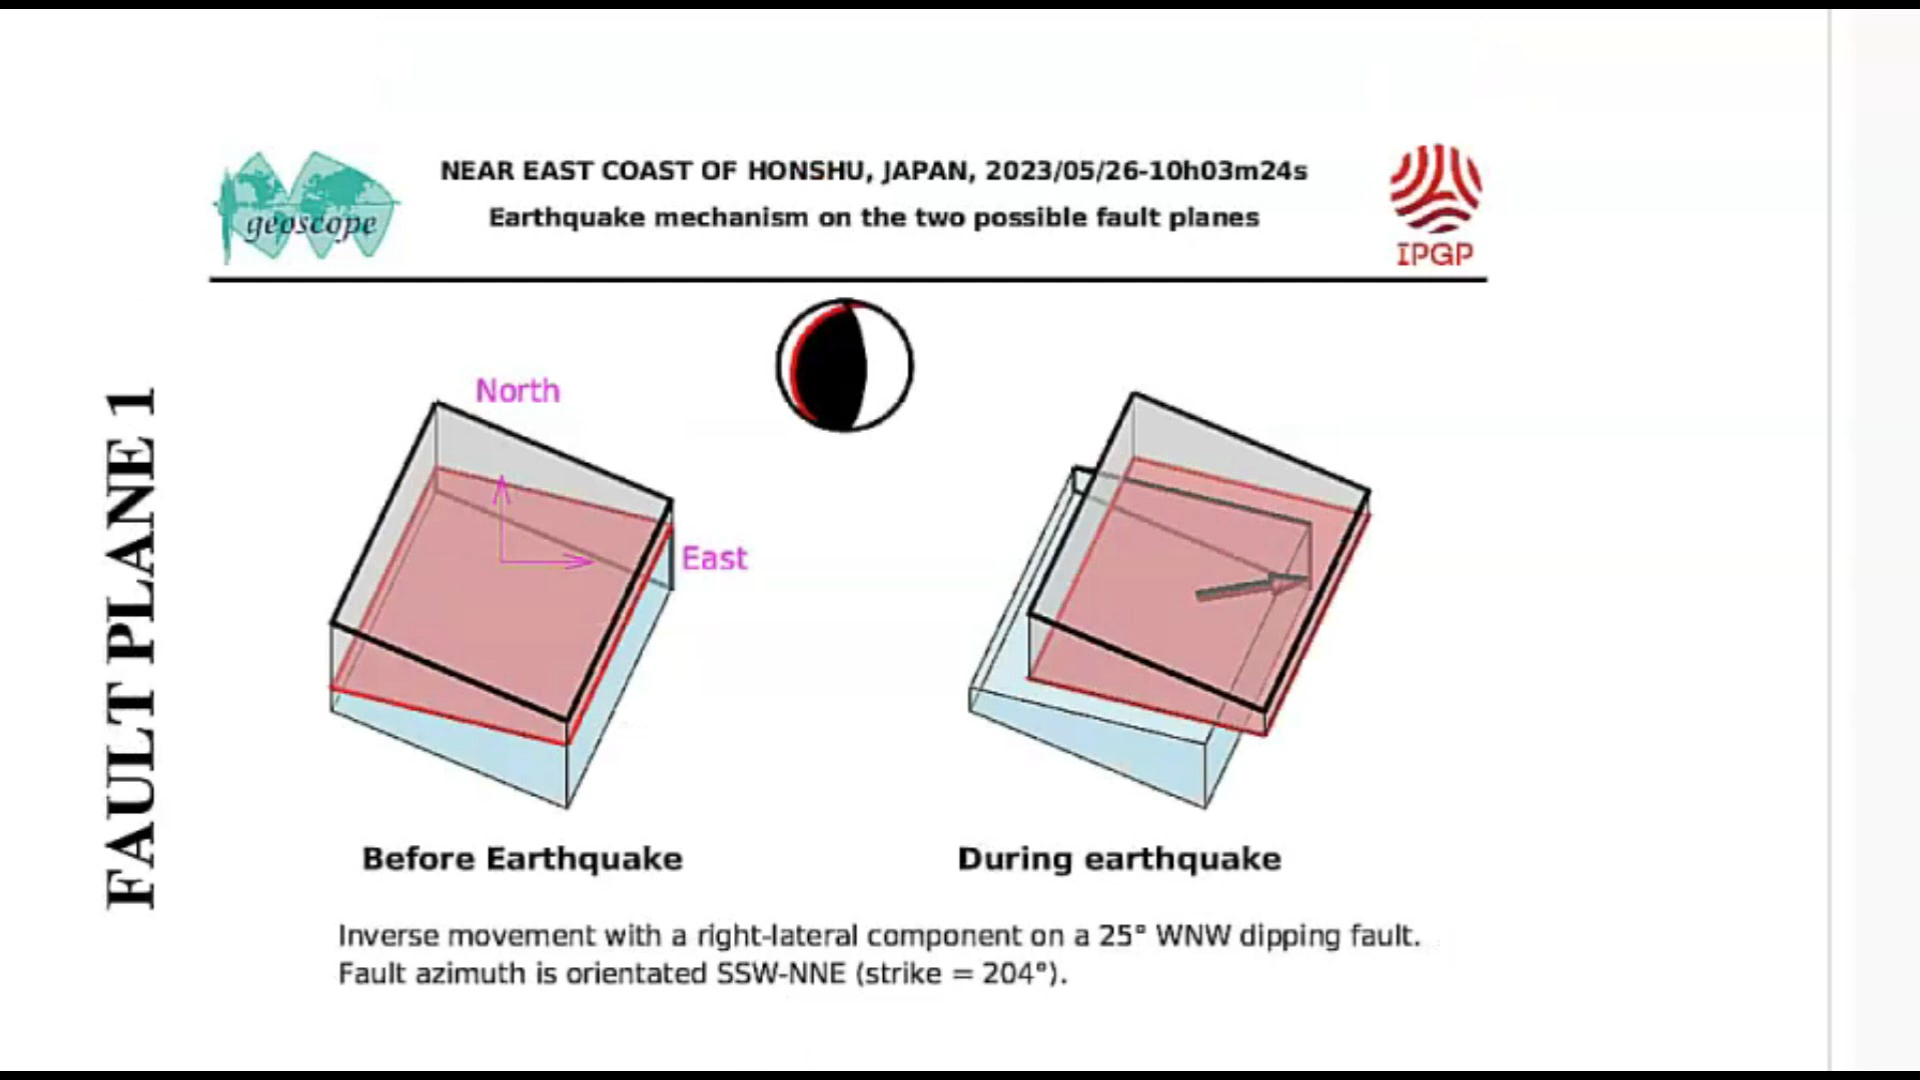 geoscope
NEAR EAST COAST OF HONSHU, JAPAN, 2023/05/26-10h03m24s
Earthquake mechanism on the two possible fault planes
IPGP
FAULT PLANE 1
North
East
Before Earthquake
During earthquake
Inverse movement with a right-lateral component on a 25° WNW dipping fault.
Fault azimuth is orientated SSW-NNE (strike = 204°).